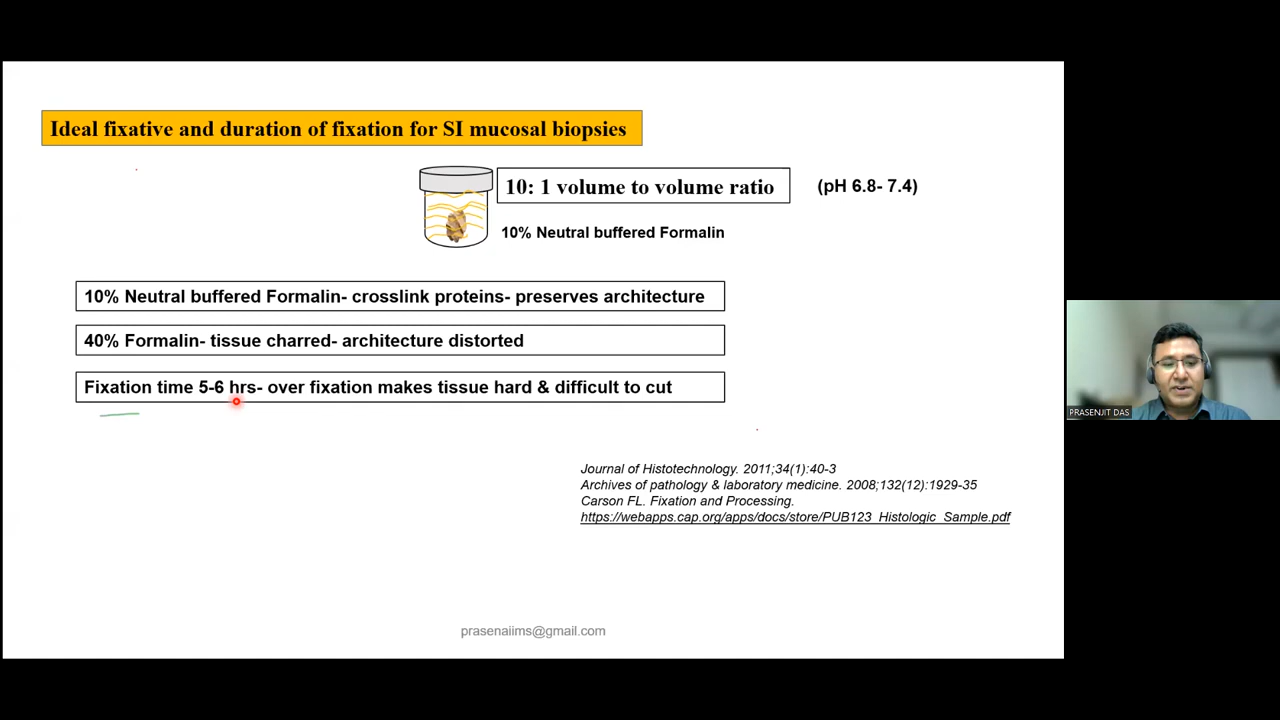 Ideal fixative and duration of fixation for SI mucosal biopsies
10: 1 volume to volume ratio
(pH 6.8- 7.4)
10% Neutral buffered Formalin
10% Neutral buffered Formalin- crosslink proteins- preserves architecture
40% Formalin- tissue charred- architecture distorted
Fixation time 5-6 hrs- over fixation makes tissue hard & difficult to cut
PRASENJIT DAS
Journal of Histotechnology. 2011;34(1):40-3
Archives of pathology & laboratory medicine. 2008;132(12):1929-35
Carson FL. Fixation and Processing.
https://webapps.cap.org/apps/docs/store/PUB123_Histologic_Sample.pdf
prasenaiims@gmail.com